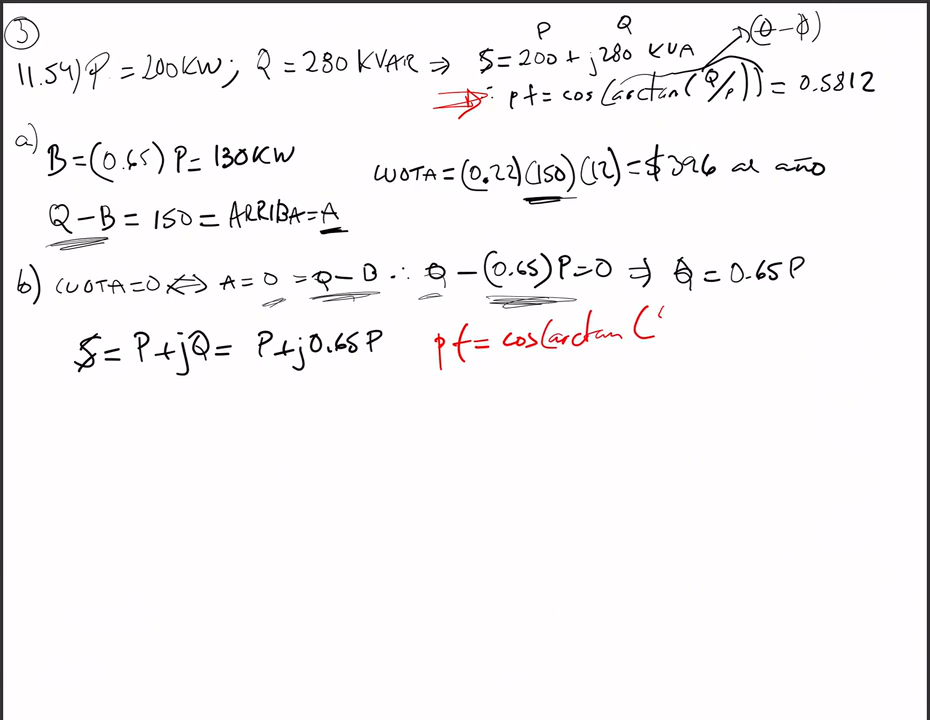 ③
P Q
11.54) P = 200KW; Q = 280 KVAR ⇒ S = 200 + j280 KVA (θ-ϕ)
∴ pf = cos(arctan(Q/P)) = 0.5812
a) B=(0.65) P= 130KW
CUOTA = (0.22)(150)(12) = $396 al año
Q-B = 150 = ARRIBA = A
b) CUOTA=0 ⇔ A = 0 = Q-B ∴ Q - (0.65)P=0 ⇒ Q = 0.65P
S = P+jQ = P+j0.65P pf = cos(arctan (